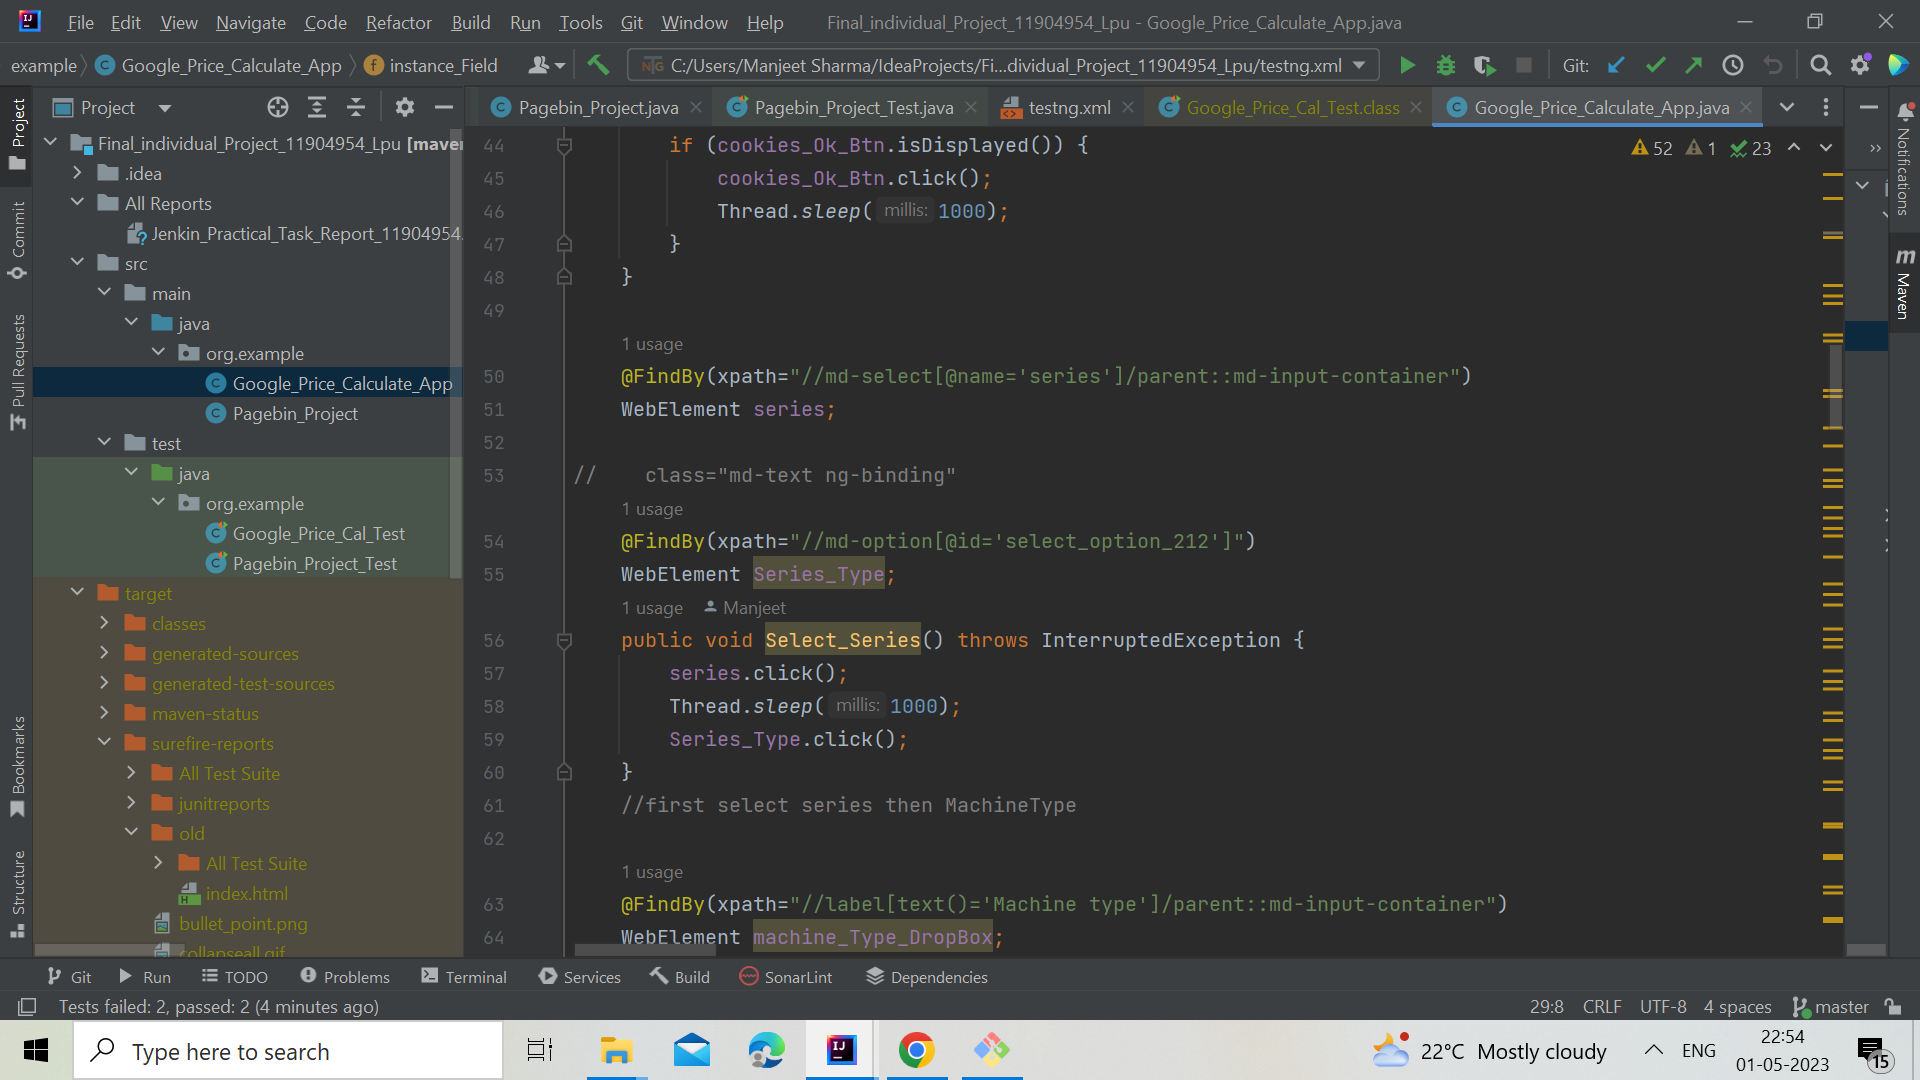 File Edit View Navigate Code Refactor Build Run Tools Git Window Help Final_individual_Project_11904954_Lpu - Google_Price_Calculate_App.java
example Google_Price_Calculate_App instance_Field C:/Users/Manjeet Sharma/IdeaProjects/Fi...dividual_Project_11904954_Lpu/testng.xml Git:
Project
Pagebin_Project.java Pagebin_Project_Test.java testng.xml Google_Price_Cal_Test.class Google_Price_Calculate_App.java
Project
Commit
Pull Requests
Bookmarks
Structure
Final_individual_Project_11904954_Lpu [mave
.idea
All Reports
Jenkin_Practical_Task_Report_11904954.
src
main
java
org.example
Google_Price_Calculate_App
Pagebin_Project
test
java
org.example
Google_Price_Cal_Test
Pagebin_Project_Test
target
classes
generated-sources
generated-test-sources
maven-status
surefire-reports
All Test Suite
junitreports
old
All Test Suite
index.html
bullet_point.png
collapseall.gif
52 1 23
44 if (cookies_Ok_Btn.isDisplayed()) {
45 cookies_Ok_Btn.click();
46 Thread.sleep( millis: 1000);
47 }
48 }
49
1 usage
50 @FindBy(xpath="//md-select[@name='series']/parent::md-input-container")
51 WebElement series;
52
53 // class="md-text ng-binding"
1 usage
54 @FindBy(xpath="//md-option[@id='select_option_212']")
55 WebElement Series_Type;
1 usage Manjeet
56 public void Select_Series() throws InterruptedException {
57 series.click();
58 Thread.sleep( millis: 1000);
59 Series_Type.click();
60 }
61 //first select series then MachineType
62
1 usage
63 @FindBy(xpath="//label[text()='Machine type']/parent::md-input-container")
64 WebElement machine_Type_DropBox;
Notifications
Maven
Git Run TODO Problems Terminal Services Build SonarLint Dependencies
Tests failed: 2, passed: 2 (4 minutes ago) 29:8 CRLF UTF-8 4 spaces master
Type here to search
22°C Mostly cloudy ENG
22:54
01-05-2023
15